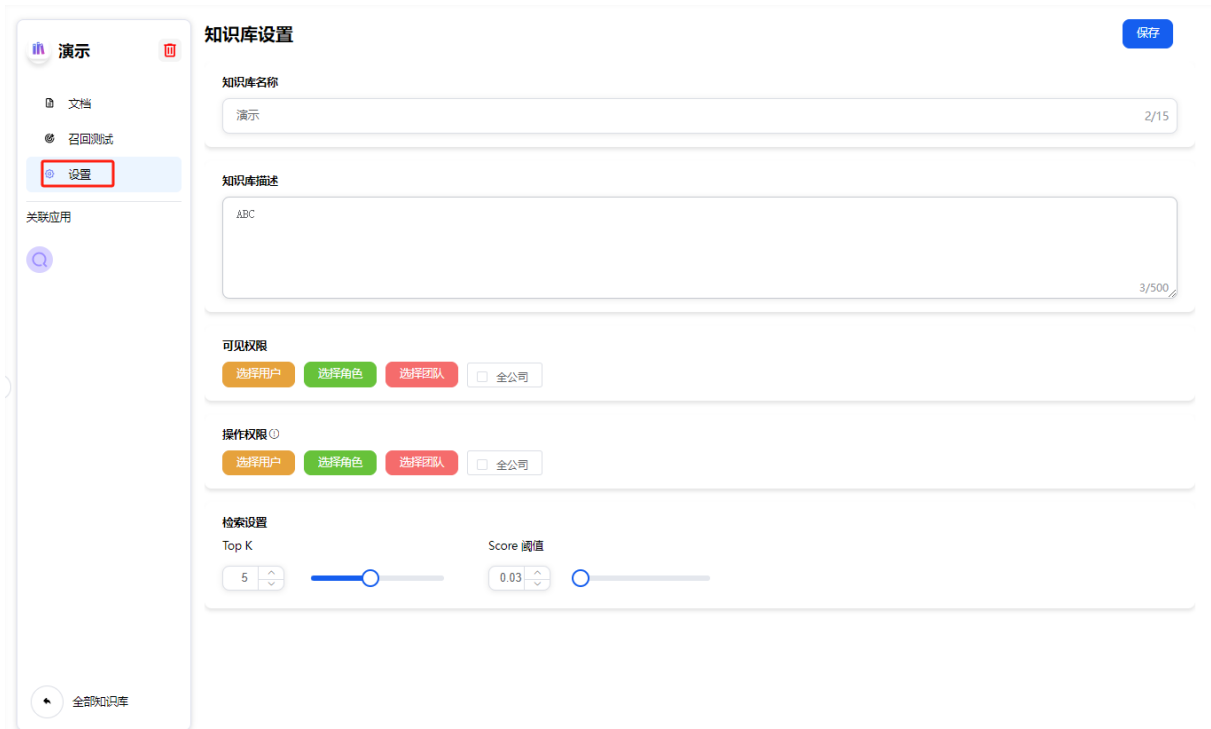 演示
文档
召回测试
设置
关联应用
全部知识库
知识库设置
保存
知识库名称
演示 2/15
知识库描述
ABC
3/500
可见权限
选择用户 选择角色 选择团队 全公司
操作权限
选择用户 选择角色 选择团队 全公司
检索设置
Top K Score 阈值
5 0.03